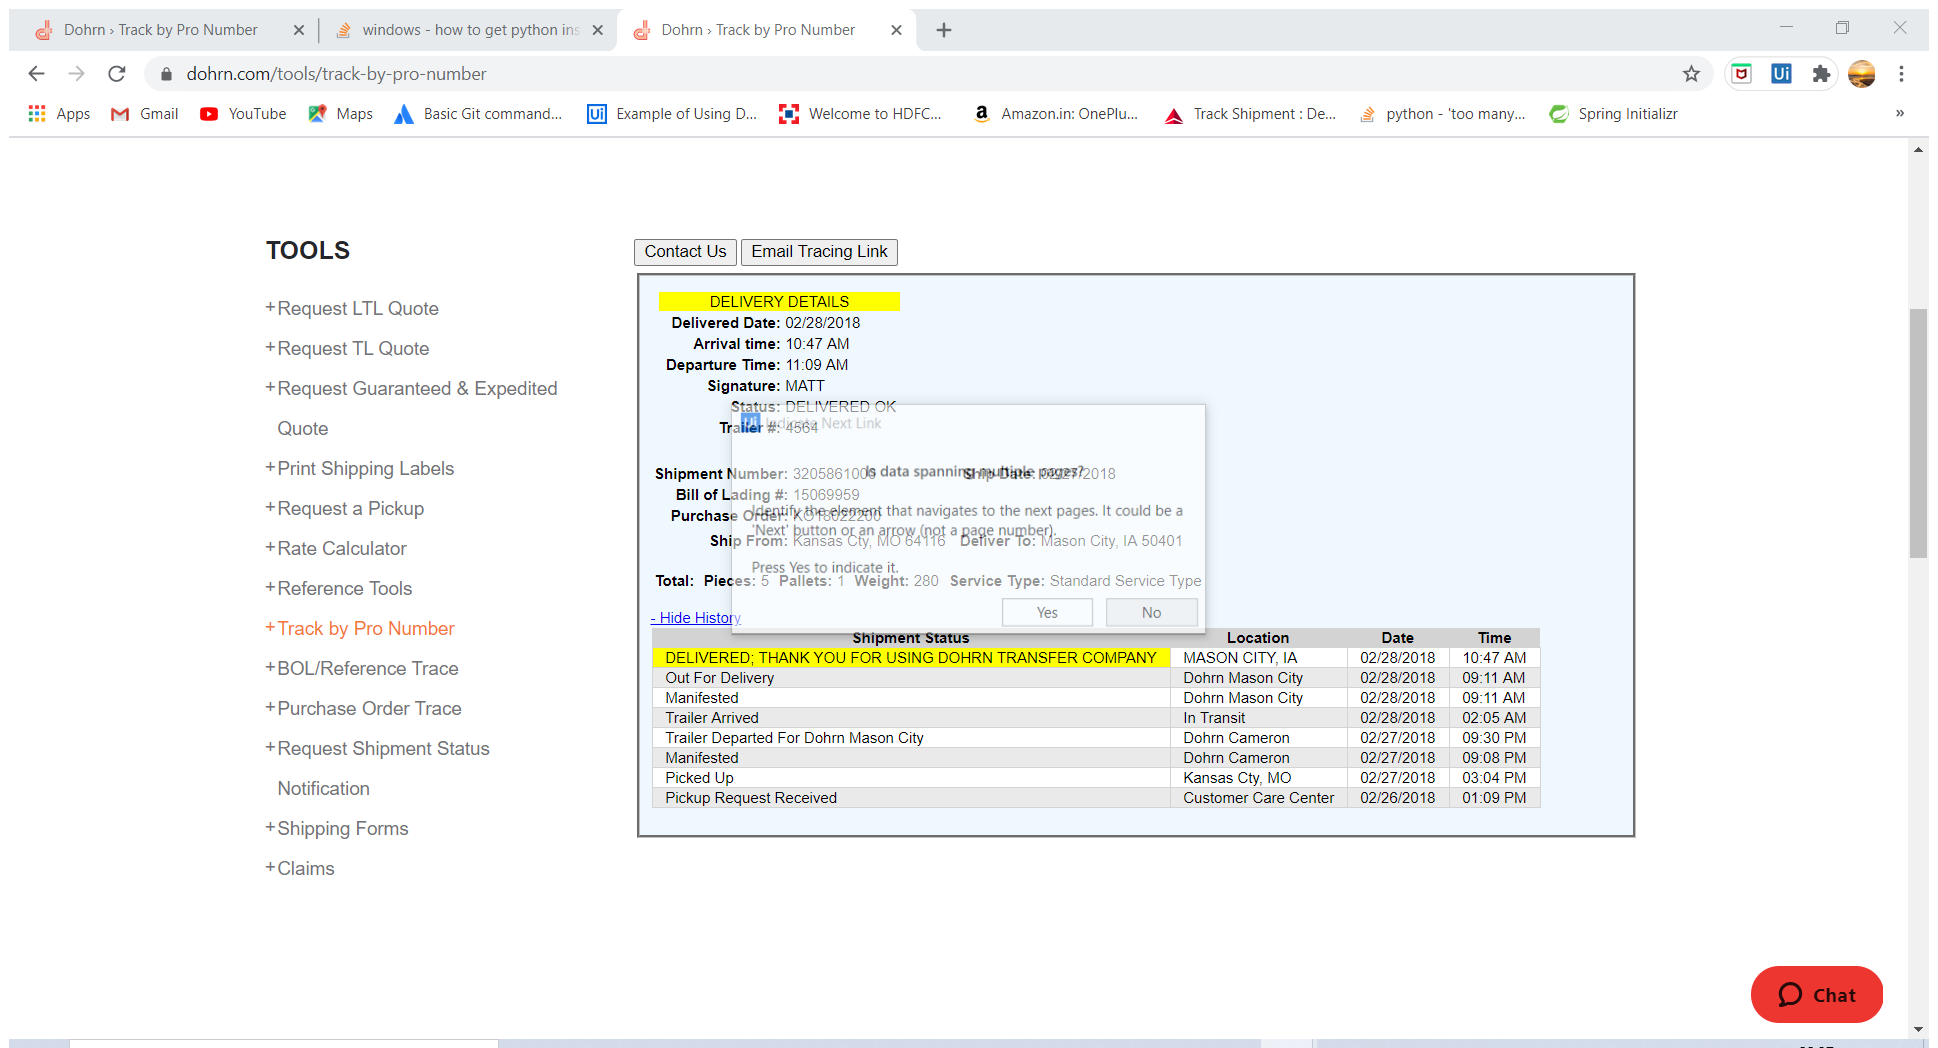 Dohrn › Track by Pro Number
windows - how to get python ins
Dohrn › Track by Pro Number
dohrn.com/tools/track-by-pro-number
Apps Gmail YouTube Maps Basic Git command... Example of Using D... Welcome to HDFC... Amazon.in: OnePlu... Track Shipment : De... python - 'too many... Spring Initializr »
TOOLS
+Request LTL Quote
+Request TL Quote
+Request Guaranteed & Expedited
Quote
+Print Shipping Labels
+Request a Pickup
+Rate Calculator
+Reference Tools
+Track by Pro Number
+BOL/Reference Trace
+Purchase Order Trace
+Request Shipment Status
Notification
+Shipping Forms
+Claims
Contact Us Email Tracing Link
DELIVERY DETAILS
Delivered Date: 02/28/2018
Arrival time: 10:47 AM
Departure Time: 11:09 AM
Signature: MATT
Status: DELIVERED OK
Trailer #: 4564
Shipment Number: 3205861006 Ship Date: 02/27/2018
Bill of Lading #: 15069959
Purchase Order: KO18022200
Ship From: Kansas Cty, MO 64116 Deliver To: Mason City, IA 50401
Total: Pieces: 5 Pallets: 1 Weight: 280 Service Type: Standard Service Type
- Hide History
Ui Indicate Next Link
Is data spanning multiple pages?
Identify the element that navigates to the next pages. It could be a
'Next' button or an arrow (not a page number).
Press Yes to indicate it.
Yes No
Shipment Status Location Date Time
DELIVERED; THANK YOU FOR USING DOHRN TRANSFER COMPANY MASON CITY, IA 02/28/2018 10:47 AM
Out For Delivery Dohrn Mason City 02/28/2018 09:11 AM
Manifested Dohrn Mason City 02/28/2018 09:11 AM
Trailer Arrived In Transit 02/28/2018 02:05 AM
Trailer Departed For Dohrn Mason City Dohrn Cameron 02/27/2018 09:30 PM
Manifested Dohrn Cameron 02/27/2018 09:08 PM
Picked Up Kansas Cty, MO 02/27/2018 03:04 PM
Pickup Request Received Customer Care Center 02/26/2018 01:09 PM
Chat